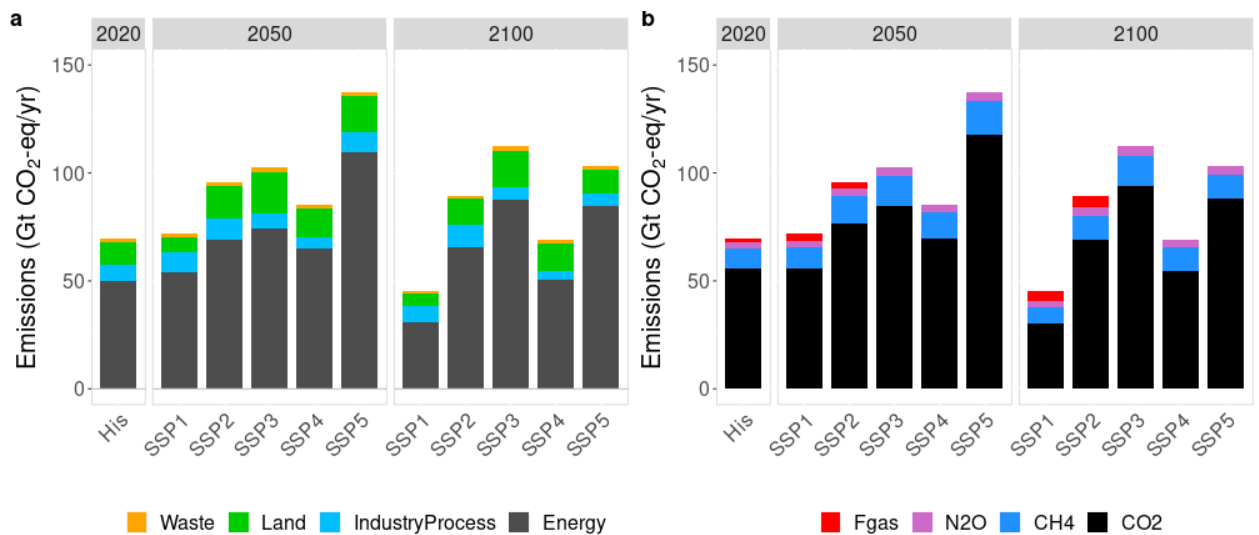 a
2020 2050 2100
Emissions (Gt CO₂-eq/yr)
150
100
50
0
His SSP1 SSP2 SSP3 SSP4 SSP5 SSP1 SSP2 SSP3 SSP4 SSP5
Waste Land IndustryProcess Energy
b
2020 2050 2100
Emissions (Gt CO₂-eq/yr)
150
100
50
0
His SSP1 SSP2 SSP3 SSP4 SSP5 SSP1 SSP2 SSP3 SSP4 SSP5
Fgas N2O CH4 CO2